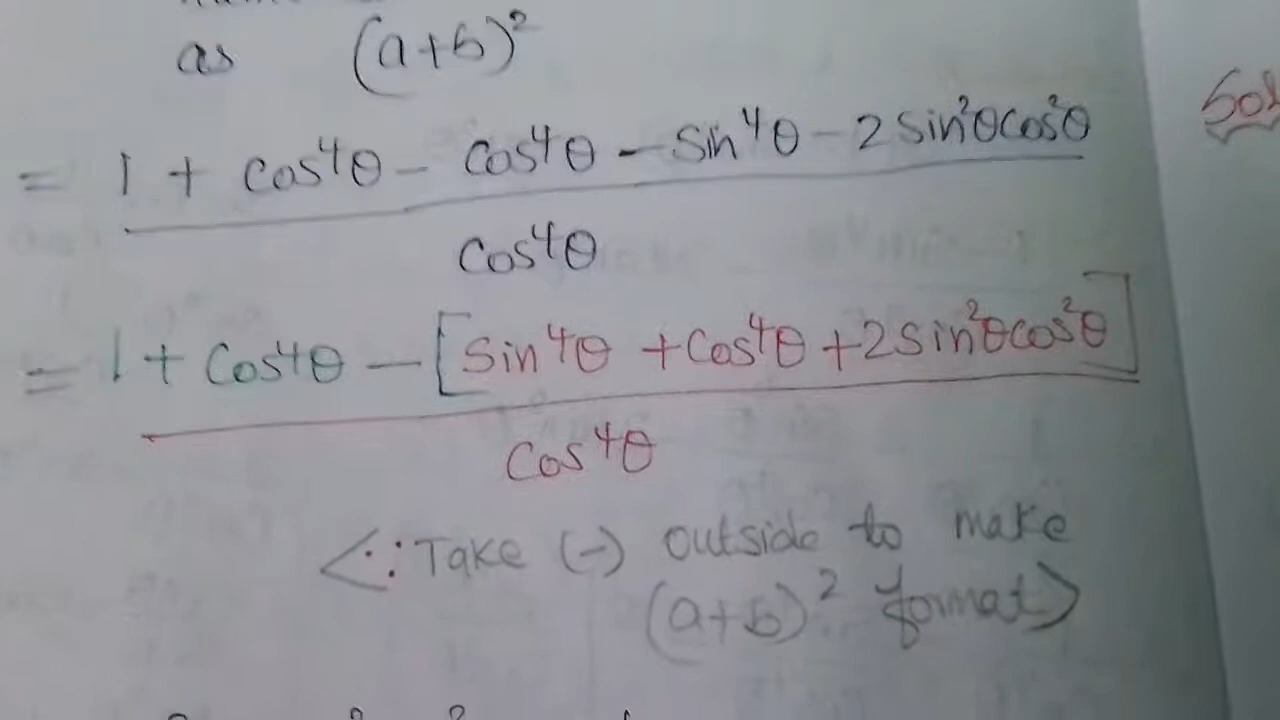 as (a+b)²
= 1 + cos⁴θ - cos⁴θ - sin⁴θ - 2 sin²θcos²θ
cos⁴θ
= 1 + cos⁴θ - [sin⁴θ + cos⁴θ + 2 sin²θcos²θ]
cos⁴θ
<∵ Take (-) outside to make
(a+b)² format>